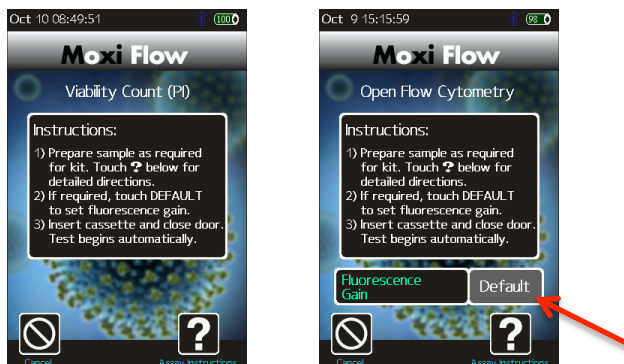 Oct 10 08:49:51
100
Moxi Flow
Viability Count (PI)
Instructions:
1) Prepare sample as required
for kit. Touch ? below for
detailed directions.
2) If required, touch DEFAULT
to set fluorescence gain.
3) Insert cassette and close door.
Test begins automatically.
?
Cancel
Assay Instructions
Oct 9 15:15:59
98
Moxi Flow
Open Flow Cytometry
Instructions:
1) Prepare sample as required
for kit. Touch ? below for
detailed directions.
2) If required, touch DEFAULT
to set fluorescence gain.
3) Insert cassette and close door.
Test begins automatically.
Fluorescence
Gain
Default
?
Cancel
Assay Instructions